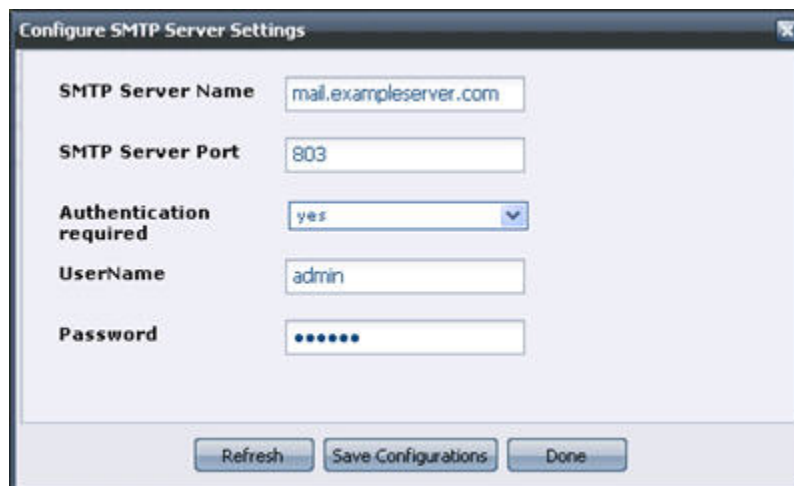 Configure SMTP Server Settings
SMTP Server Name mail.exampleserver.com
SMTP Server Port 803
Authentication
required yes
UserName admin
Password ••••••
Refresh Save Configurations Done